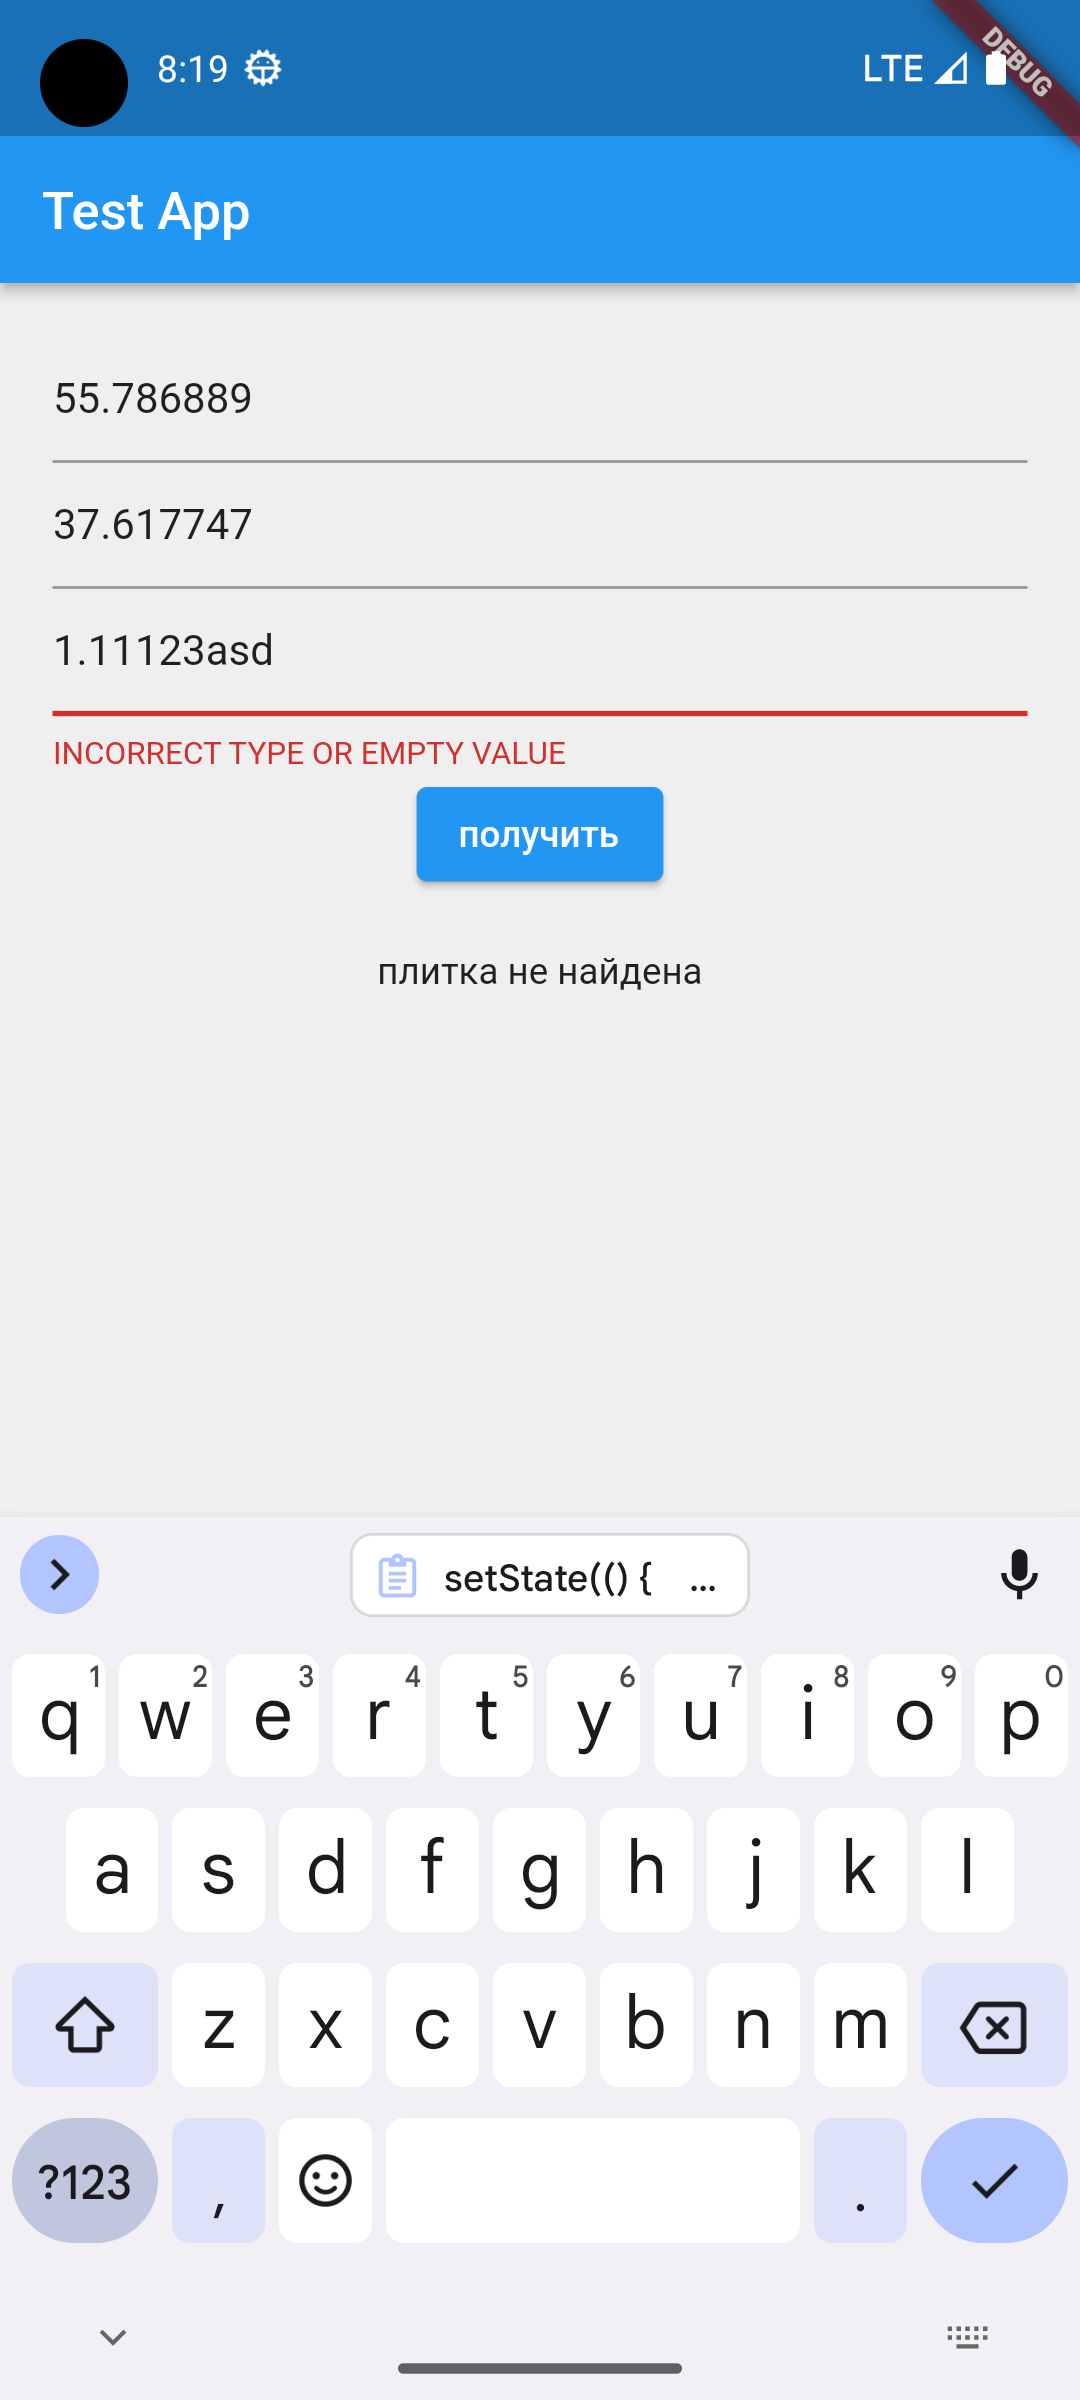 8:19
LTE
DEBUG
Test App
55.786889
37.617747
1.11123asd
INCORRECT TYPE OR EMPTY VALUE
получить
плитка не найдена
setState(() { ...
1 2 3 4 5 6 7 8 9 0
q w e r t y u i o p
a s d f g h j k l
z x c v b n m
?123 , .